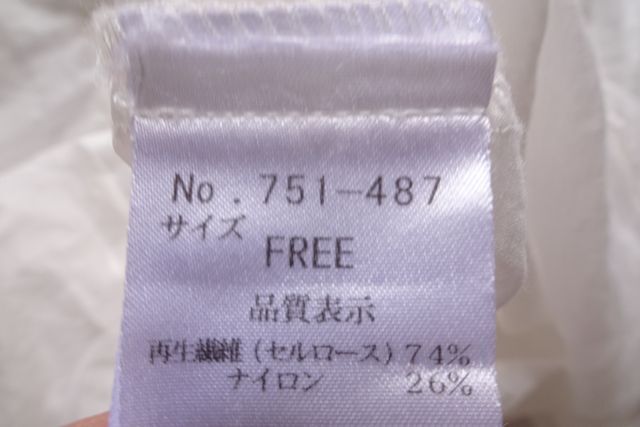 No. 751-487
サイズ
FREE
品質表示
再生繊維(セルロース)74%
ナイロン 26%